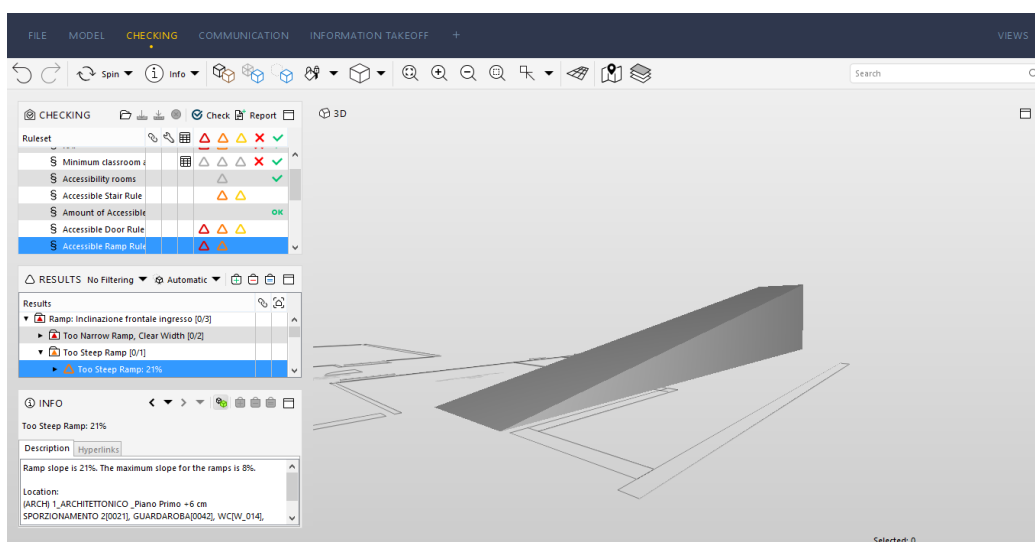 FILE MODEL CHECKING COMMUNICATION INFORMATION TAKEOFF + VIEWS
Spin Info Search
CHECKING Check Report
3D
Ruleset
Minimum classroom a
§ Accessibility rooms
§ Accessible Stair Rule
§ Amount of Accessible OK
§ Accessible Door Rule
§ Accessible Ramp Rule
RESULTS No Filtering Automatic
Results
Ramp: Inclinazione frontale ingresso [0/3]
Too Narrow Ramp, Clear Width [0/2]
Too Steep Ramp [0/1]
Too Steep Ramp: 21%
INFO
Too Steep Ramp: 21%
Description Hyperlinks
Ramp slope is 21%. The maximum slope for the ramps is 8%.
Location:
(ARCH) 1_ARCHITETTONICO _Piano Primo +6 cm
SPORZIONAMENTO 2[0021], GUARDAROBA[0042], WC[W_014],
Selected: 0